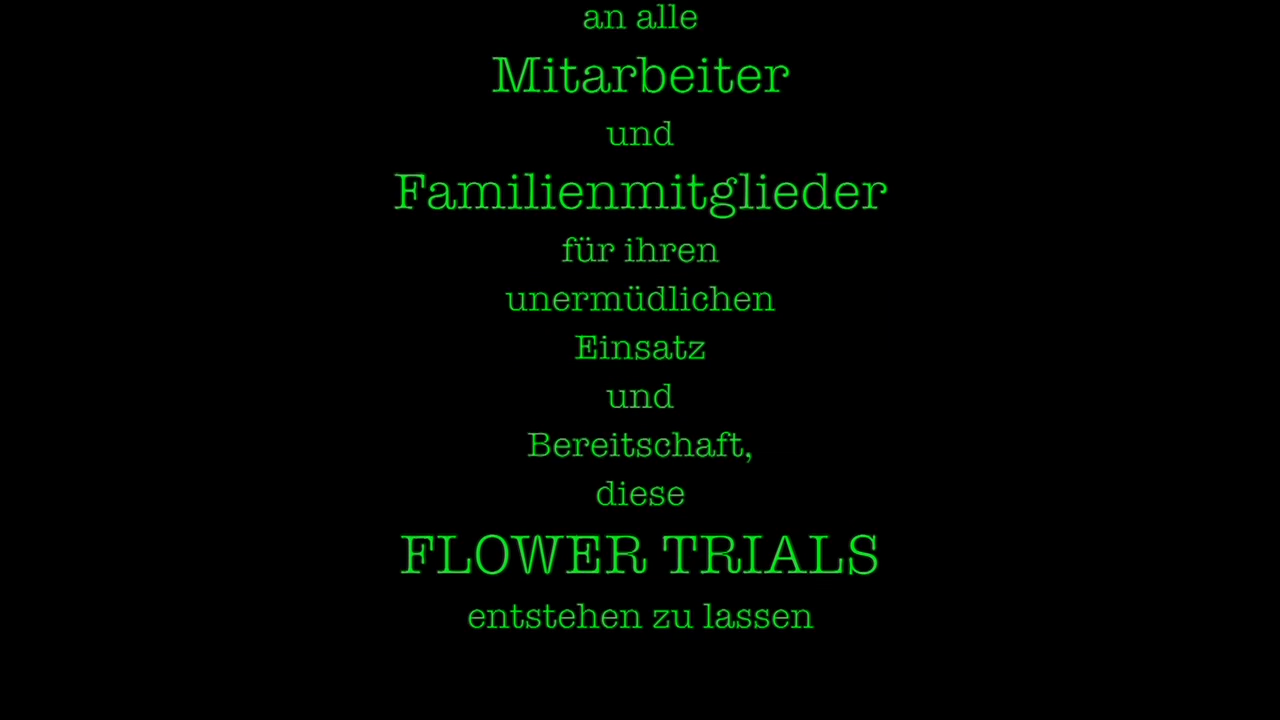 an alle
Mitarbeiter
und
Familienmitglieder
für ihren
unermüdlichen
Einsatz
und
Bereitschaft,
diese
FLOWER TRIALS
entstehen zu lassen